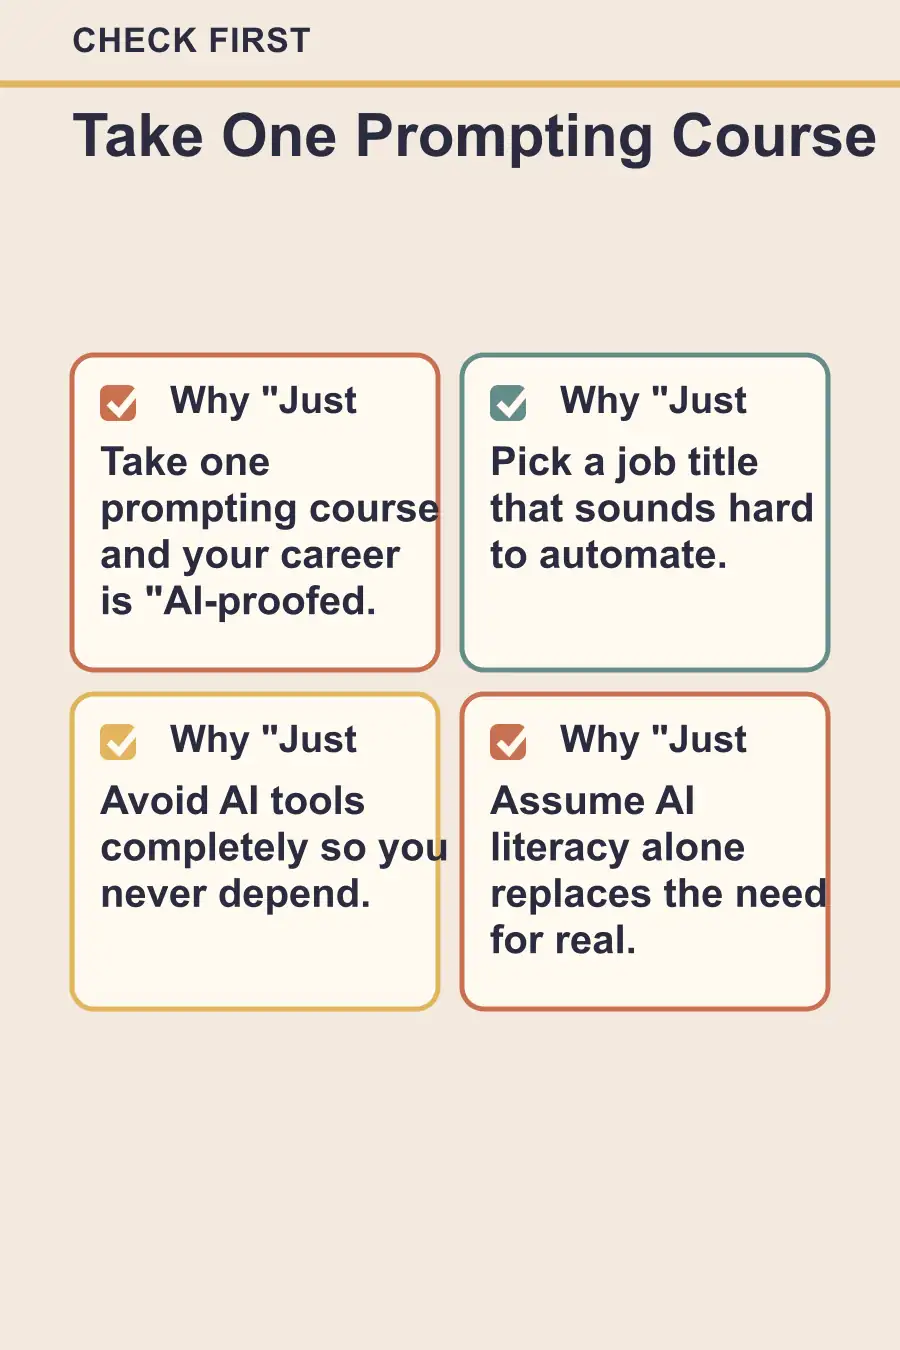 CHECK FIRST
Take One Prompting Course
Why "Just
Take one
prompting course
and your career
is "AI-proofed.
Why "Just
Pick a job title
that sounds hard
to automate.
Why "Just
Avoid AI tools
completely so you
never depend.
Why "Just
Assume AI
literacy alone
replaces the need
for real.